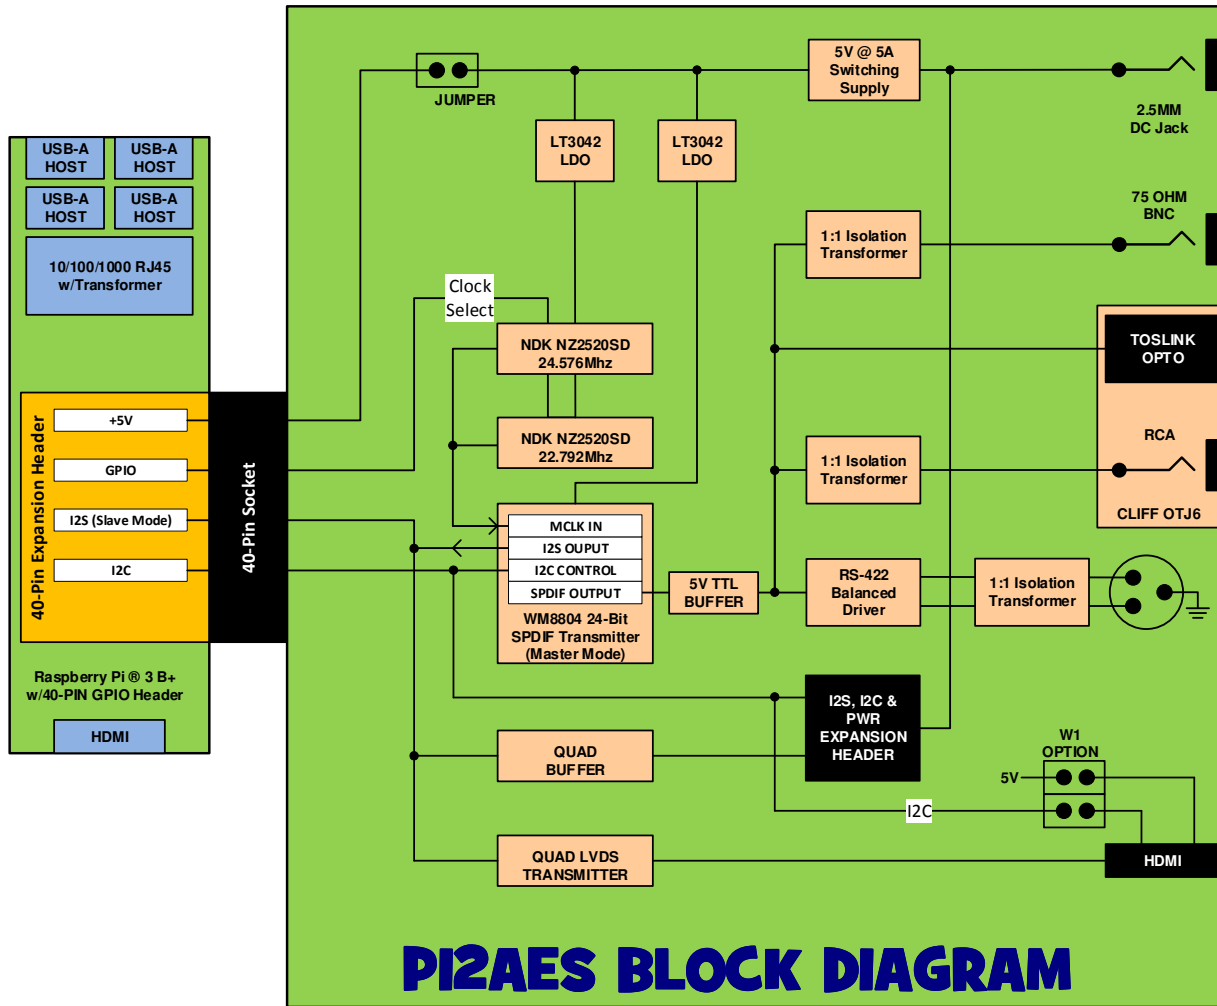 USB-A
HOST
USB-A
HOST
USB-A
HOST
USB-A
HOST
10/100/1000 RJ45
w/Transformer
40-Pin Expansion Header
+5V
GPIO
I2S (Slave Mode)
I2C
40-Pin Socket
Raspberry Pi ® 3 B+
w/40-PIN GPIO Header
HDMI
JUMPER
5V @ 5A
Switching
Supply
2.5MM
DC Jack
LT3042
LDO
LT3042
LDO
75 OHM
BNC
1:1 Isolation
Transformer
Clock
Select
NDK NZ2520SD
24.576Mhz
TOSLINK
OPTO
NDK NZ2520SD
22.792Mhz
1:1 Isolation
Transformer
RCA
CLIFF OTJ6
MCLK IN
I2S OUPUT
I2C CONTROL
SPDIF OUTPUT
WM8804 24-Bit
SPDIF Transmitter
(Master Mode)
5V TTL
BUFFER
RS-422
Balanced
Driver
1:1 Isolation
Transformer
I2S, I2C &
PWR
EXPANSION
HEADER
QUAD
BUFFER
W1
OPTION
5V
I2C
QUAD LVDS
TRANSMITTER
HDMI
PI2AES BLOCK DIAGRAM